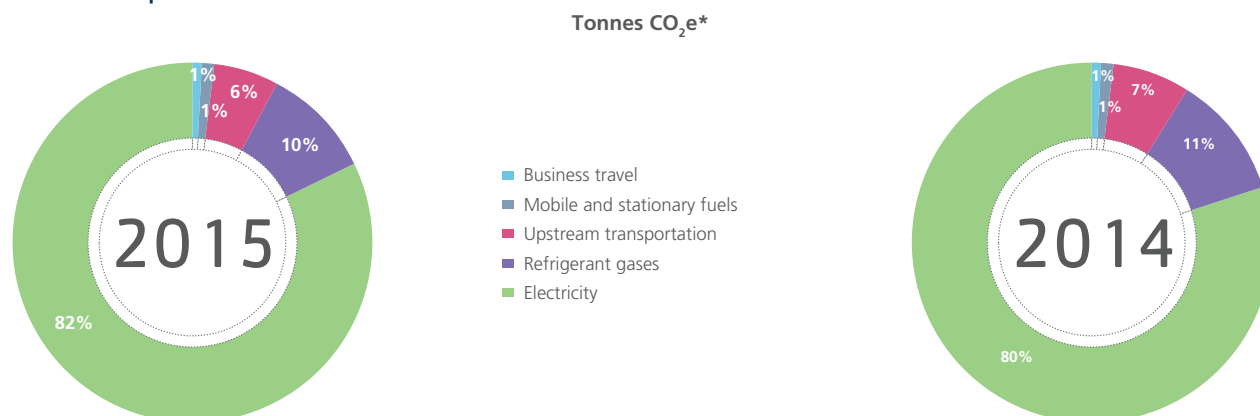 Tonnes CO₂e*
1%
1%
6%
10%
82%
2015
Business travel
Mobile and stationary fuels
Upstream transportation
Refrigerant gases
Electricity
1%
1%
7%
11%
80%
2014